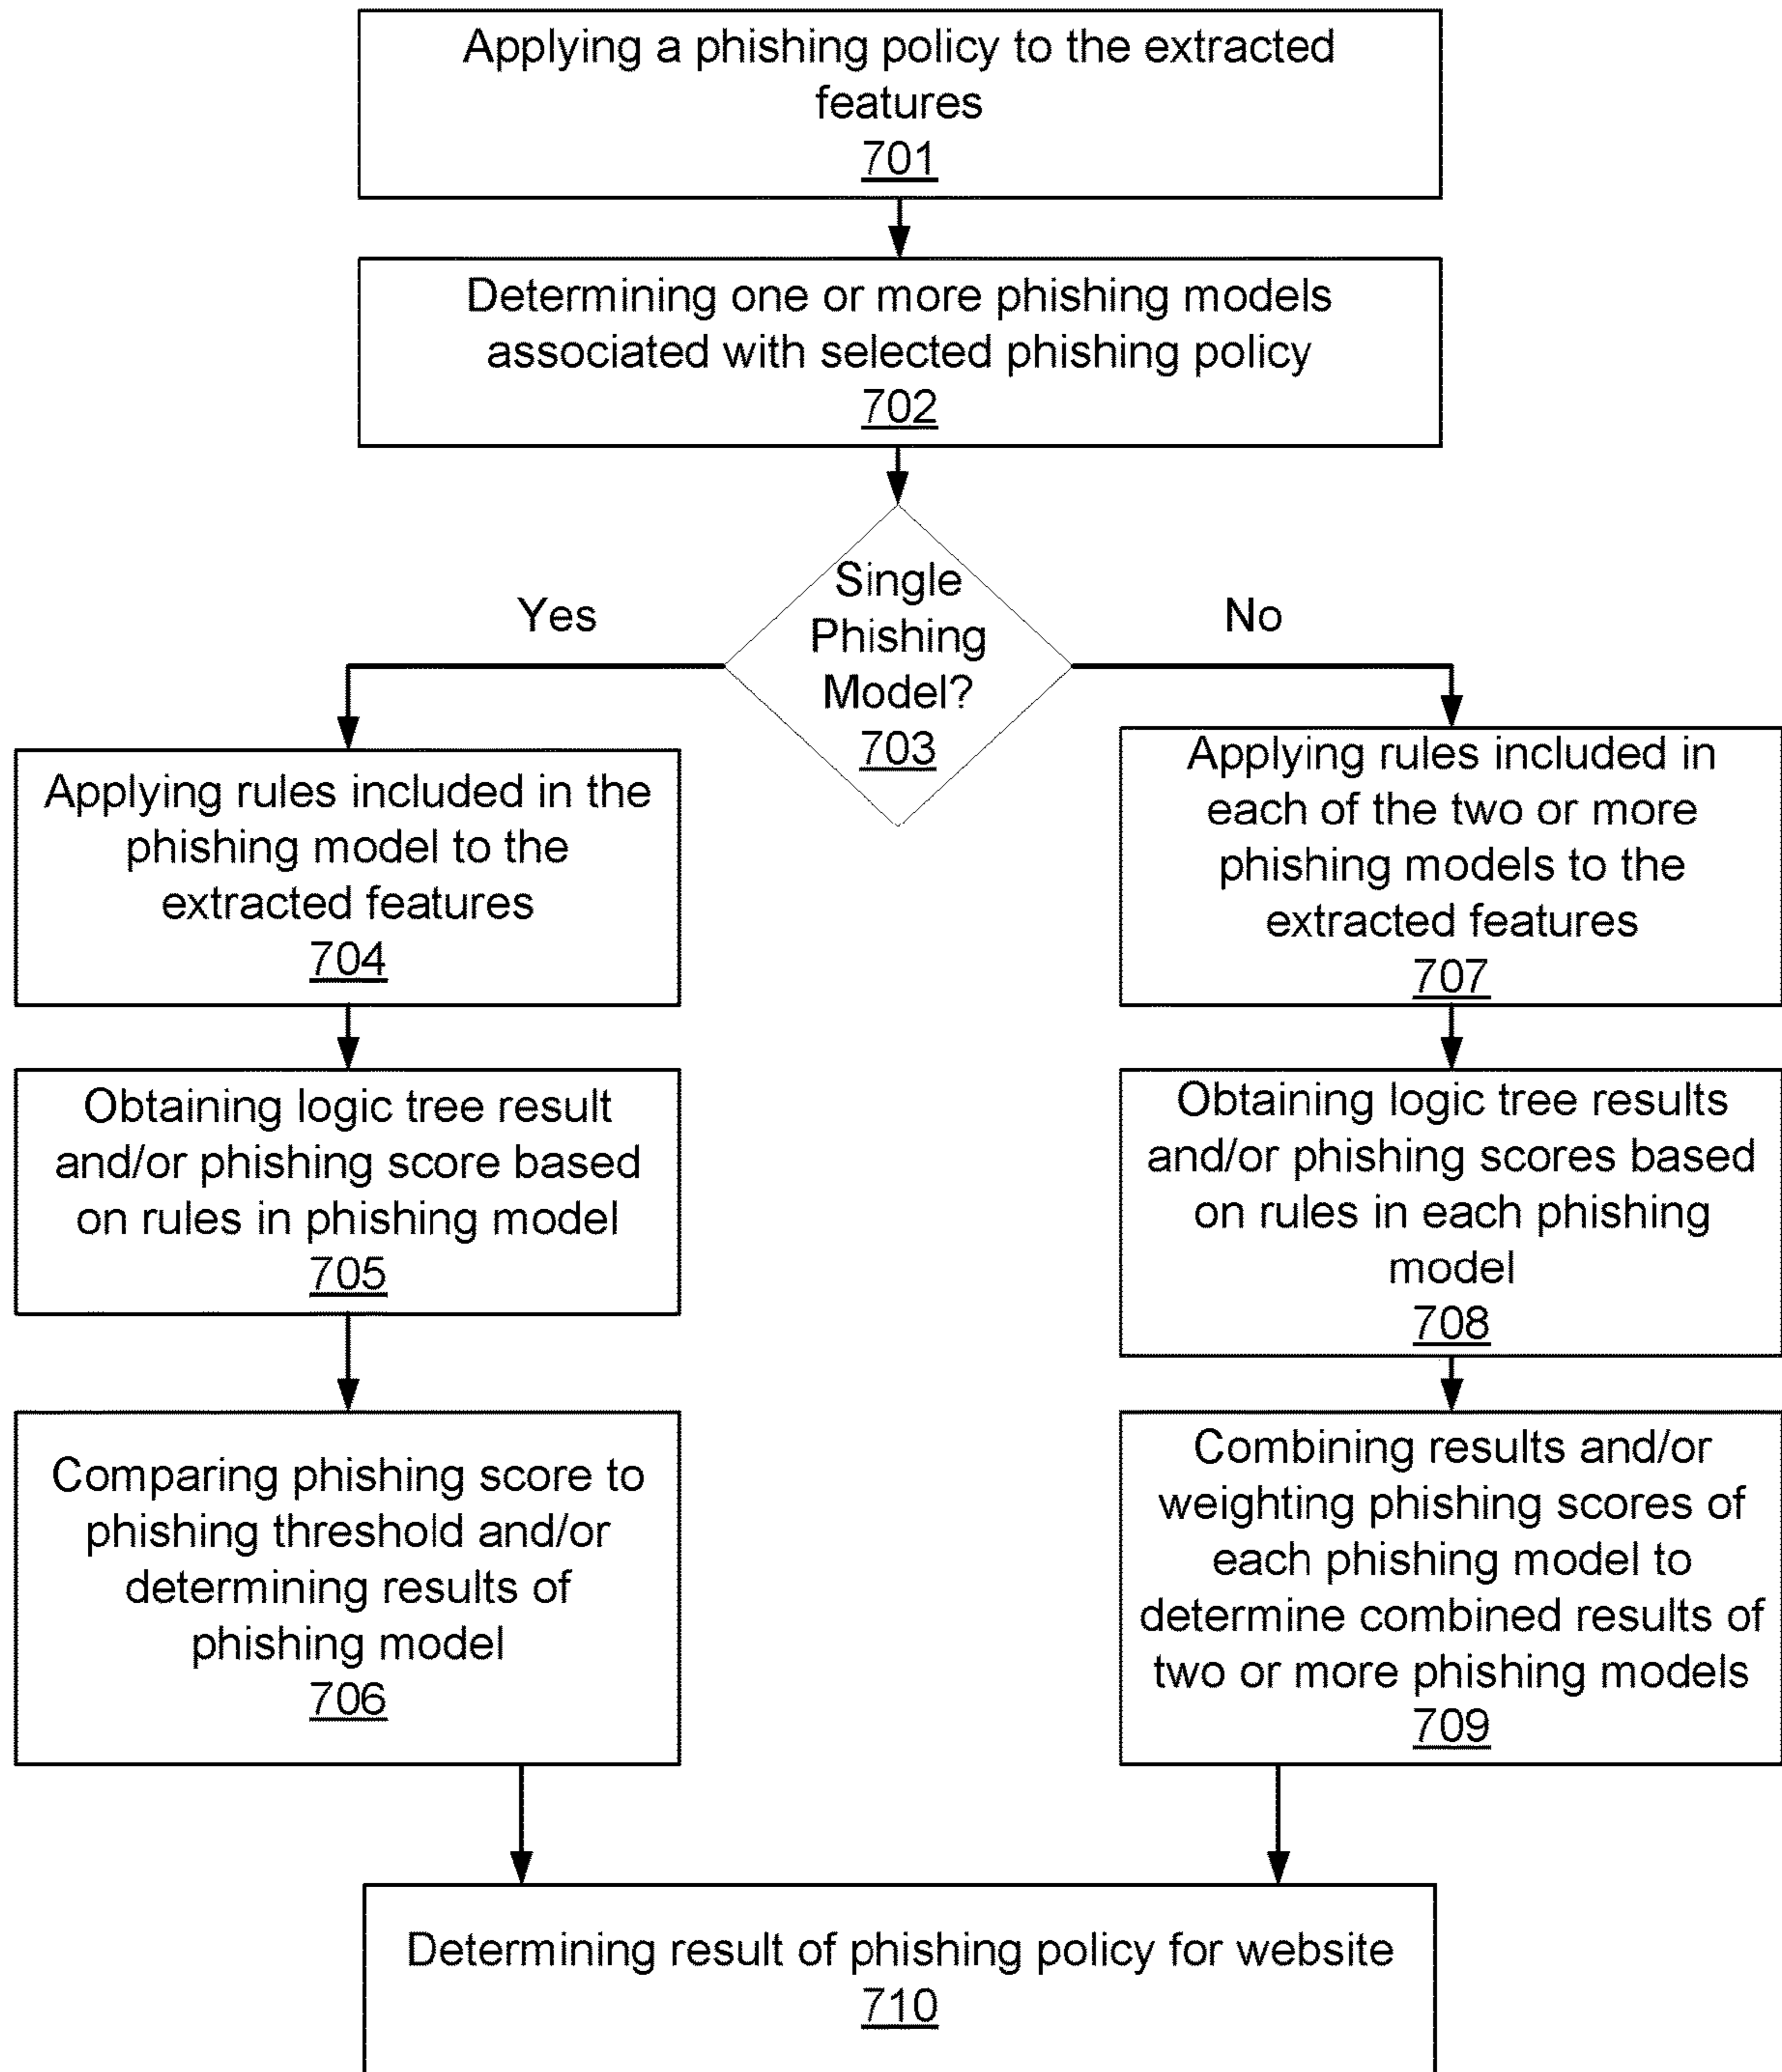 Applying a phishing policy to the extracted
features
701
Determining one or more phishing models
associated with selected phishing policy
702
Single
Phishing
Model?
703
Yes
No
Applying rules included in the
phishing model to the
extracted features
704
Obtaining logic tree result
and/or phishing score based
on rules in phishing model
705
Comparing phishing score to
phishing threshold and/or
determining results of
phishing model
706
Applying rules included in
each of the two or more
phishing models to the
extracted features
707
Obtaining logic tree results
and/or phishing scores based
on rules in each phishing
model
708
Combining results and/or
weighting phishing scores of
each phishing model to
determine combined results of
two or more phishing models
709
Determining result of phishing policy for website
710